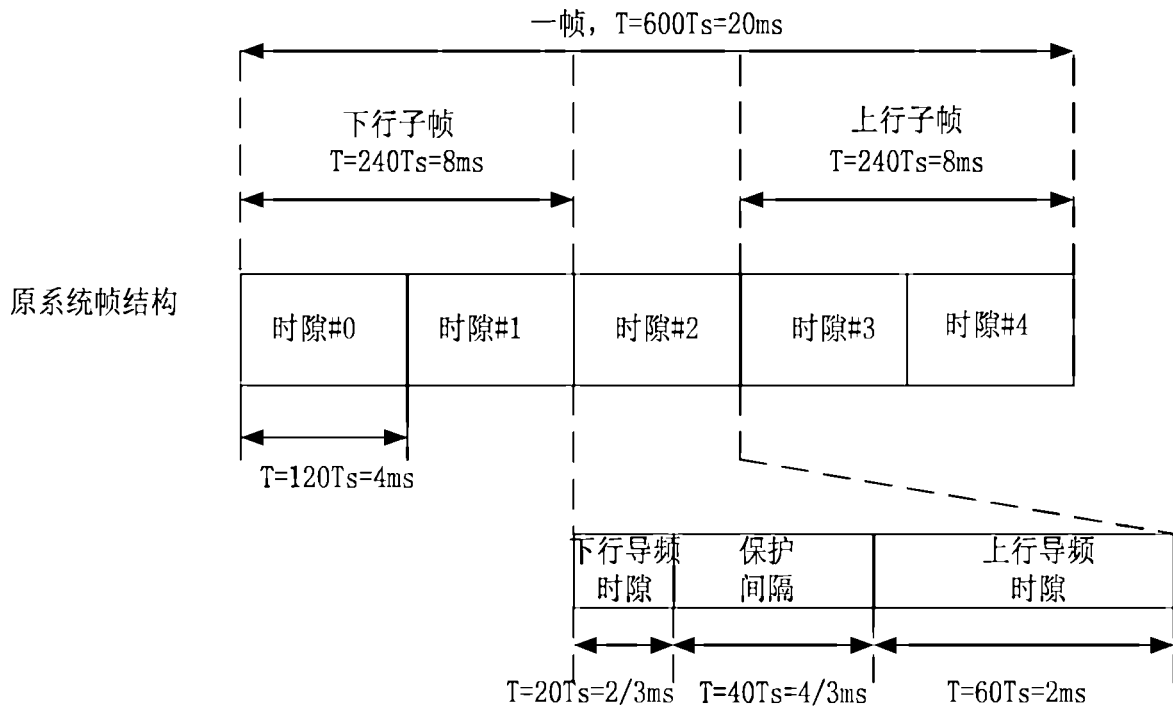 一帧，T=600Ts=20ms
下行子帧
T=240Ts=8ms
上行子帧
T=240Ts=8ms
原系统帧结构
时隙#0
时隙#1
时隙#2
时隙#3
时隙#4
T=120Ts=4ms
下行导频
时隙
保护
间隔
上行导频
时隙
T=20Ts=2/3ms
T=40Ts=4/3ms
T=60Ts=2ms